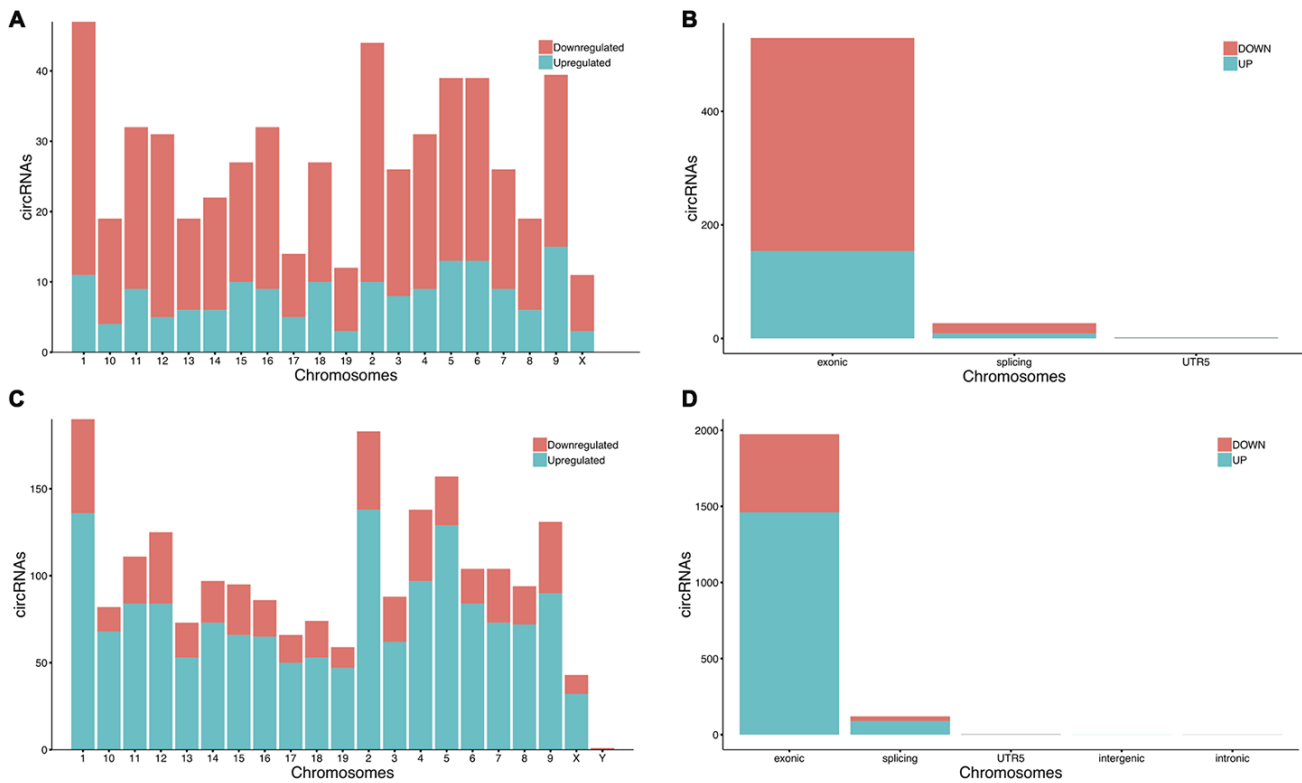 A
circRNAs
40
30
20
10
0
Downregulated
Upregulated
1 10 11 12 13 14 15 16 17 18 19 2 3 4 5 6 7 8 9 X
Chromosomes
B
circRNAs
400
200
0
DOWN
UP
exonic splicing UTR5
Chromosomes
C
circRNAs
150
100
50
0
Downregulated
Upregulated
1 10 11 12 13 14 15 16 17 18 19 2 3 4 5 6 7 8 9 X Y
Chromosomes
D
circRNAs
2000
1500
1000
500
0
DOWN
UP
exonic splicing UTR5 intergenic intronic
Chromosomes